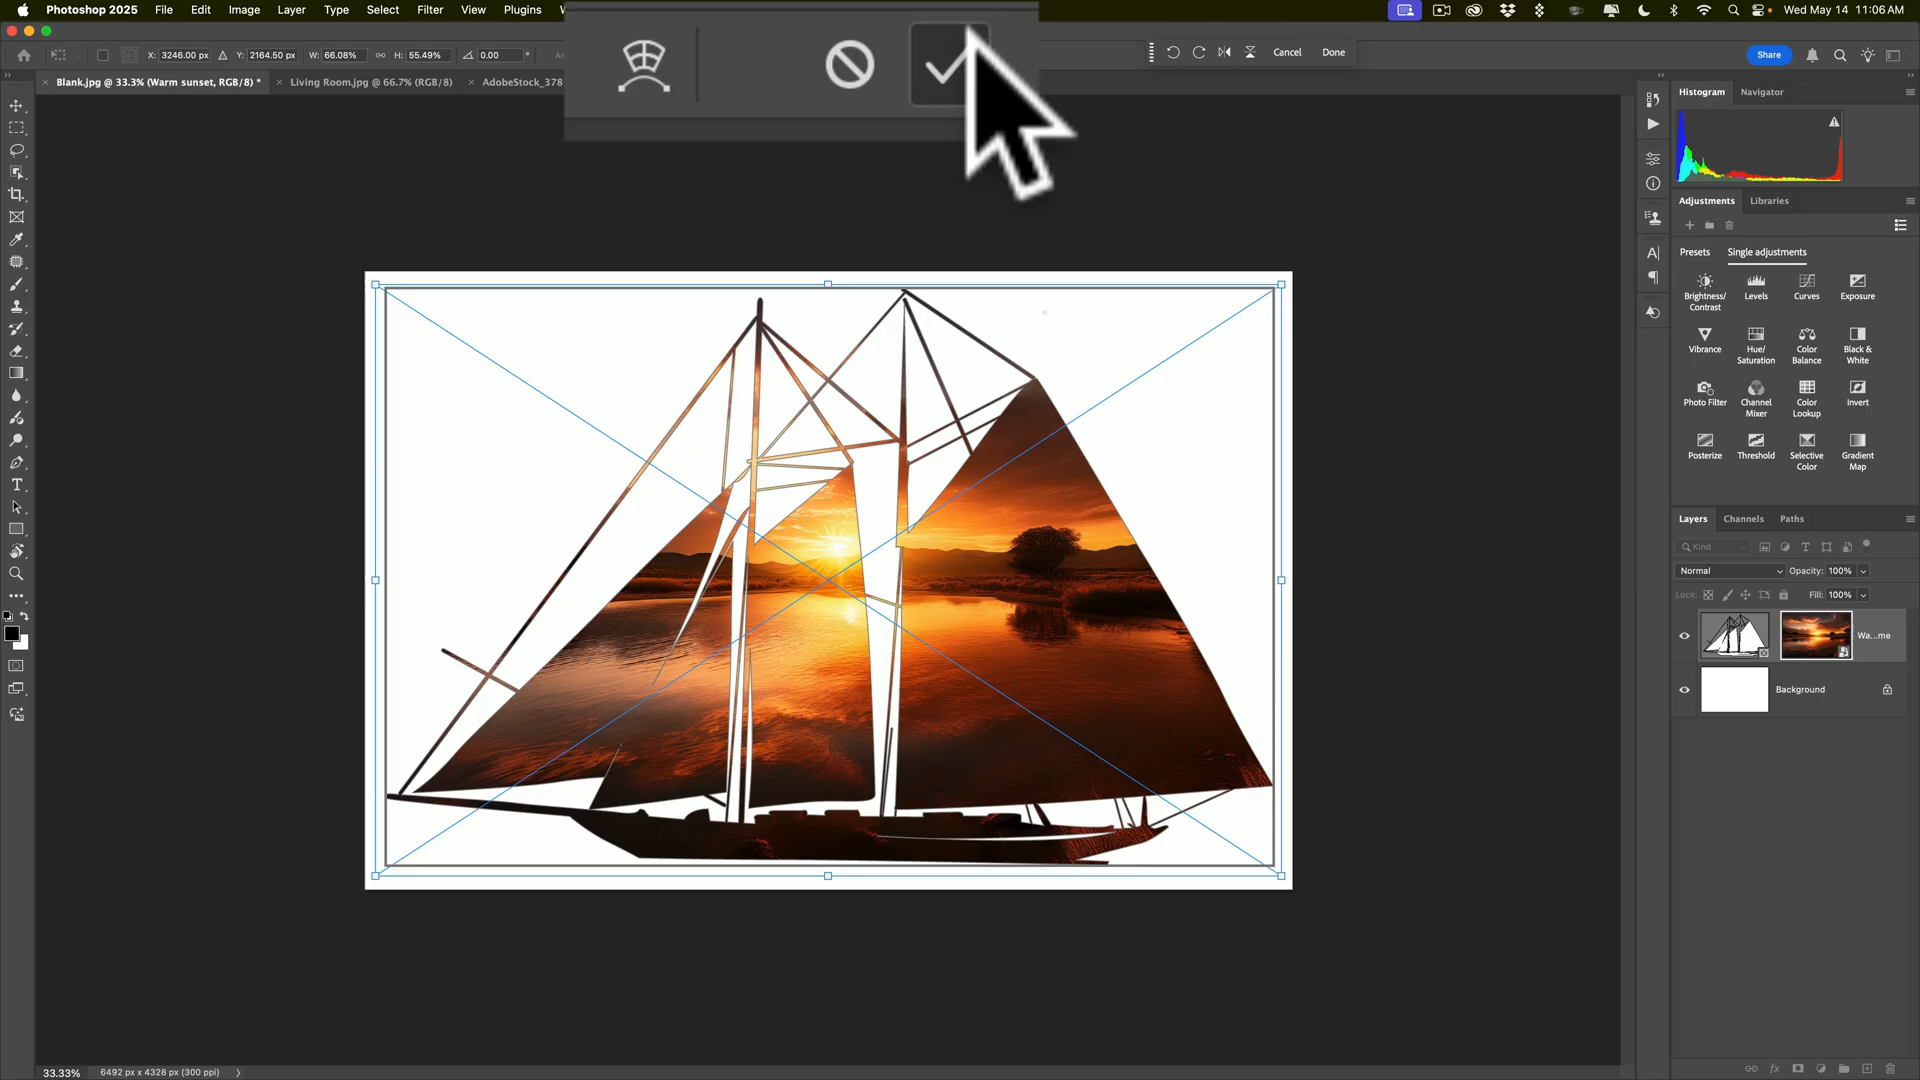 Photoshop 2025 File Edit Image Layer Type Select Filter View Plugins Wed May 14 11:06 AM
X: 3246.00 px Y: 2164.50 px W: 66.08% H: 55.49% 0.00 ° Cancel Done Share
Blank.jpg @ 33.3% (Warm sunset, RGB/8) * Living Room.jpg @ 66.7% (RGB/8) AdobeStock_378
Histogram Navigator
Adjustments Libraries
Presets Single adjustments
Brightness/ Contrast Levels Curves Exposure
Vibrance Hue/ Saturation Color Balance Black & White
Photo Filter Channel Mixer Color Lookup Invert
Posterize Threshold Selective Color Gradient Map
Layers Channels Paths
Kind
Normal Opacity: 100%
Lock: Fill: 100%
Wa...me
Background
33.33% 6492 px x 4328 px (300 ppi)